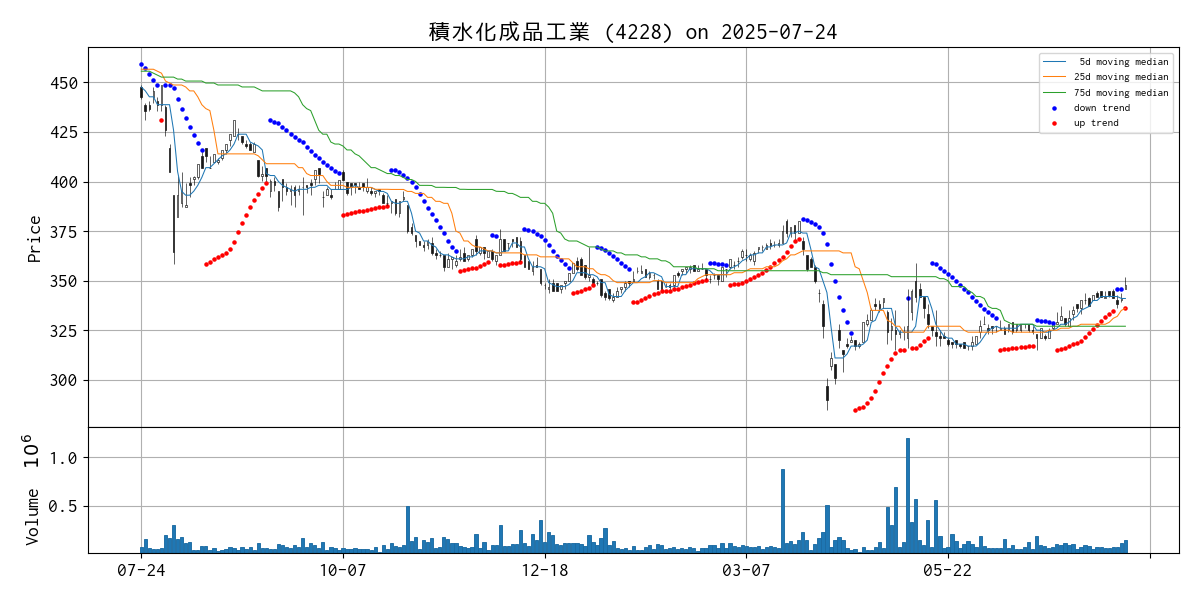 積水化成品工業 (4228) on 2025-07-24
5d moving median
25d moving median
75d moving median
down trend
up trend
Price
450
425
400
375
350
325
300
Volume 10^6
1.0
0.5
07-24
10-07
12-18
03-07
05-22